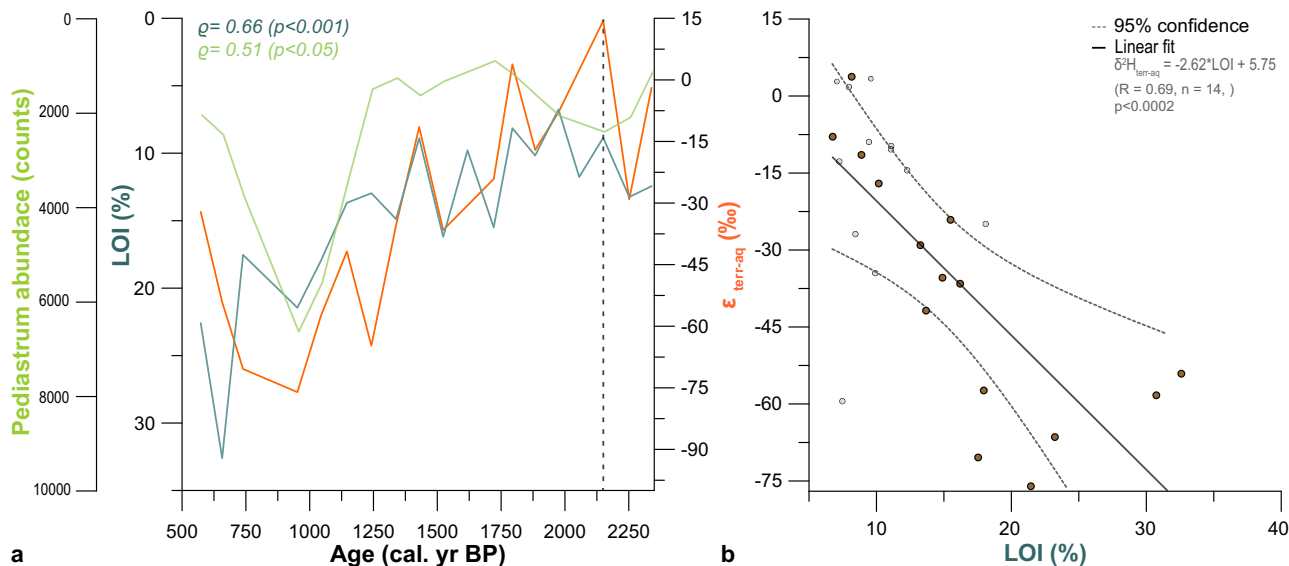 Pediastrum abundace (counts)
0
2000
4000
6000
8000
10000
LOI (%)
0
10
20
30
ϱ= 0.66 (p<0.001)
ϱ= 0.51 (p<0.05)
15
0
-15
-30
-45
-60
-75
-90
ε terr-aq (‰)
500 750 1000 1250 1500 1750 2000 2250
Age (cal. yr BP)
a
15
0
-15
-30
-45
-60
-75
95% confidence
Linear fit
δ²H terr-aq = -2.62*LOI + 5.75
(R = 0.69, n = 14, )
p<0.0002
10 20 30 40
LOI (%)
b